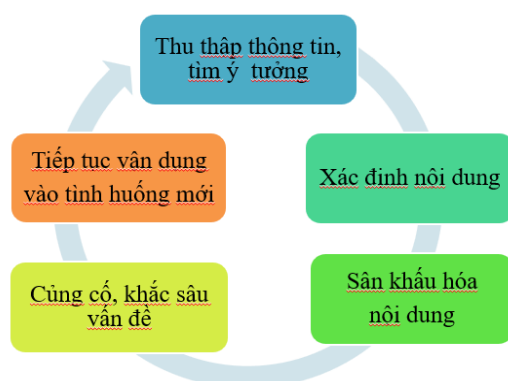 Thu thập thông tin,
tìm ý tưởng
Xác định nội dung
Sân khấu hóa
nội dung
Củng cố, khắc sâu
vấn đề
Tiếp tục vận dung
vào tình huống mới